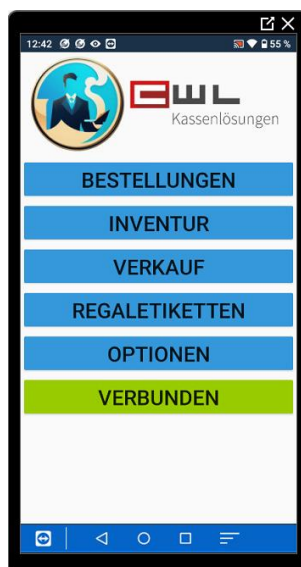 12:42
55 %
CWL
Kassenlösungen
BESTELLUNGEN
INVENTUR
VERKAUF
REGALETIKETTEN
OPTIONEN
VERBUNDEN